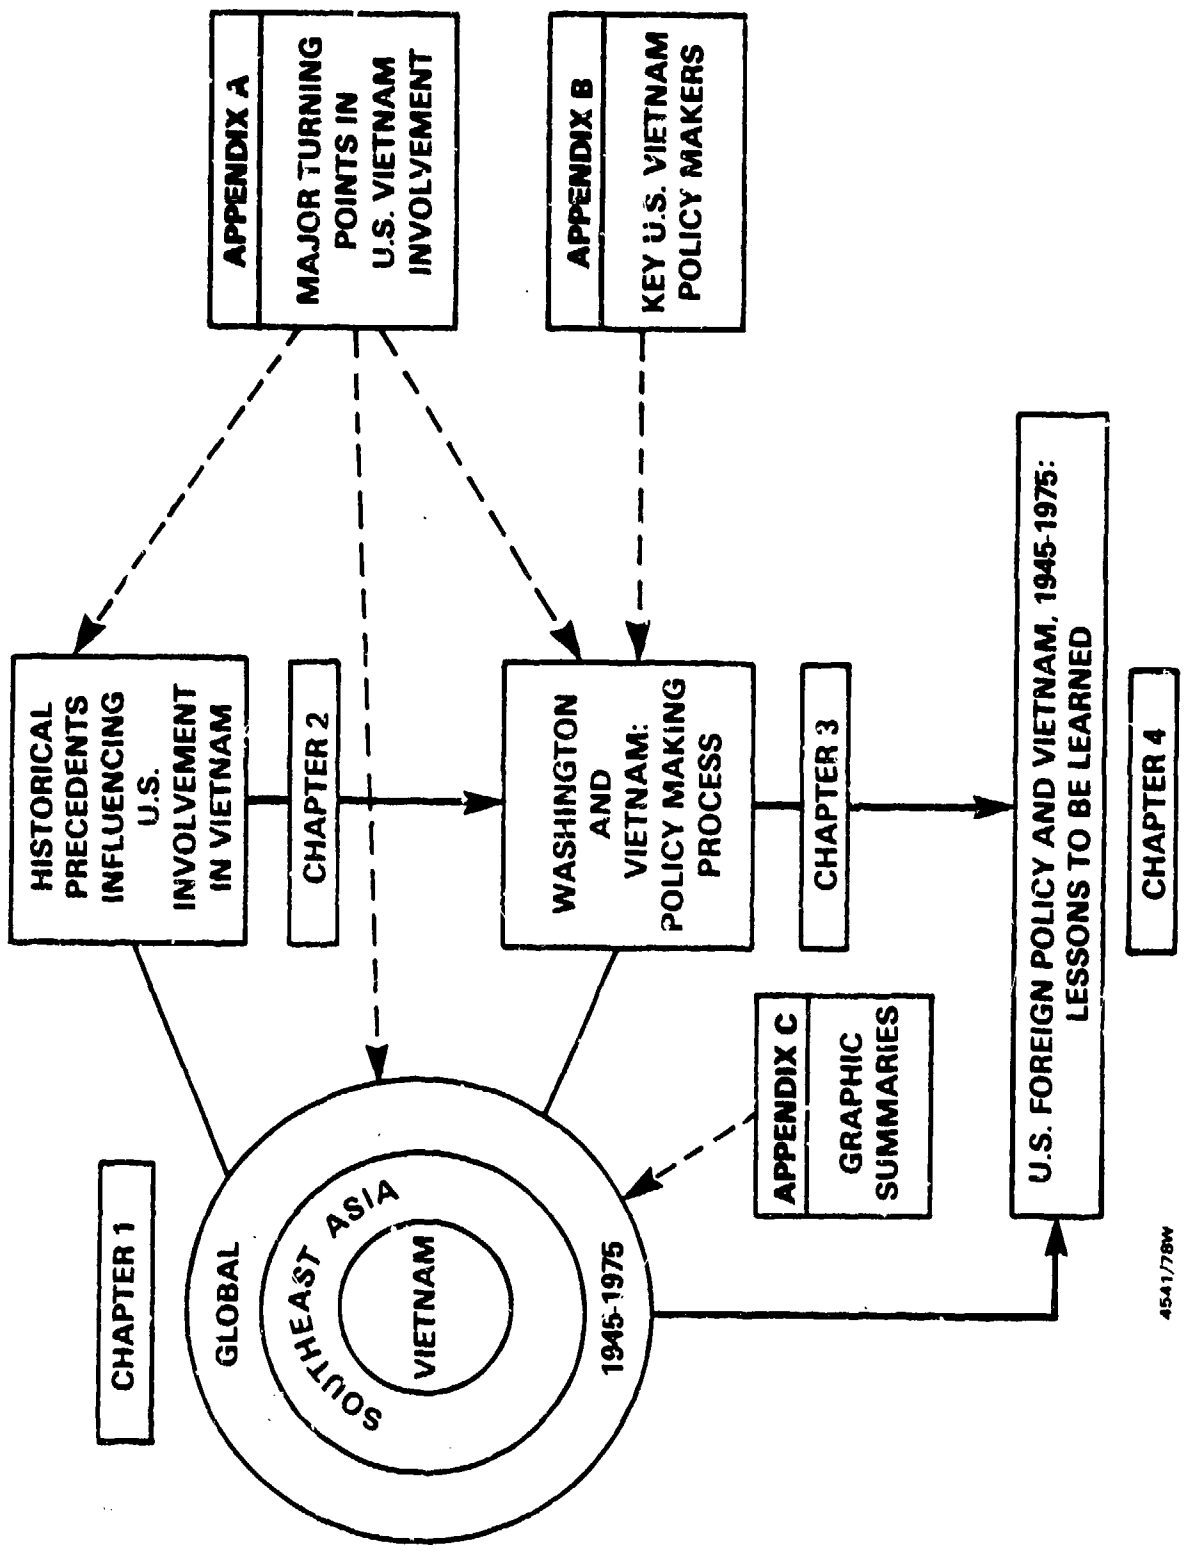 CHAPTER 1
GLOBAL
SOUTHEAST ASIA
VIETNAM
1945-1975
HISTORICAL
PRECEDENTS
INFLUENCING
U.S.
INVOLVEMENT
IN VIETNAM
CHAPTER 2
WASHINGTON
AND
VIETNAM:
POLICY MAKING
PROCESS
CHAPTER 3
APPENDIX A
MAJOR TURNING
POINTS IN
U.S. VIETNAM
INVOLVEMENT
APPENDIX B
KEY U.S. VIETNAM
POLICY MAKERS
APPENDIX C
GRAPHIC
SUMMARIES
U.S. FOREIGN POLICY AND VIETNAM, 1945-1975:
LESSONS TO BE LEARNED
CHAPTER 4
4541/78W